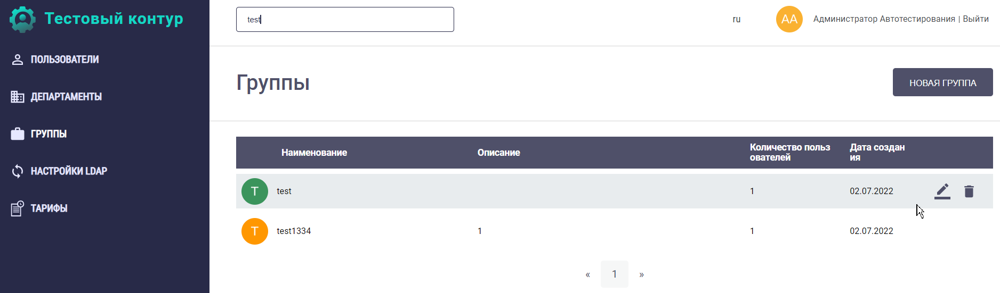 Тестовый контур
test
ru
АА
Администратор Автотестирования | Выйти
ПОЛЬЗОВАТЕЛИ
ДЕПАРТАМЕНТЫ
ГРУППЫ
НАСТРОЙКИ LDAP
ТАРИФЫ
Группы
НОВАЯ ГРУППА
Наименование
Описание
Количество польз
ователей
Дата создан
ия
T
test
1
02.07.2022
T
test1334
1
1
02.07.2022
« 1 »